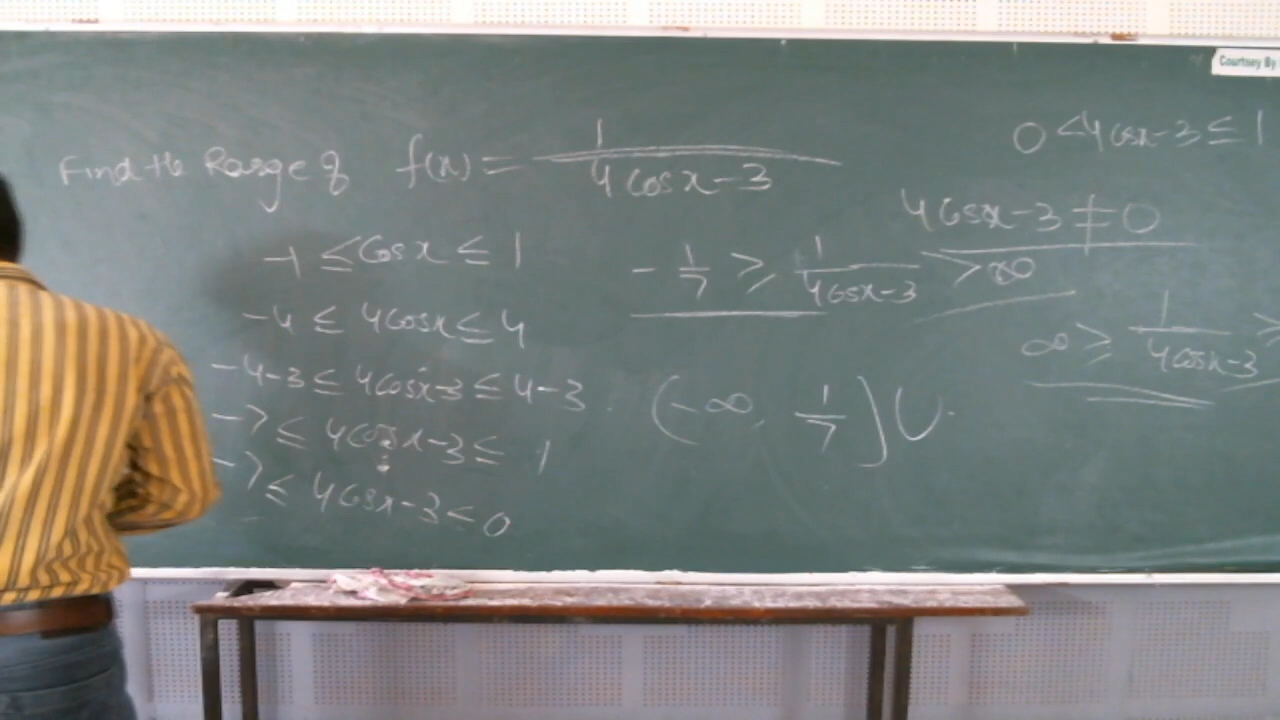 Find the Range of f(x) = 1 / 4 cos x - 3
-1 ≤ cos x ≤ 1
-4 ≤ 4cosx ≤ 4
-4-3 ≤ 4cosx-3 ≤ 4-3
-7 ≤ 4cosx-3 ≤ 1
-7 ≤ 4cosx-3 < 0
- 1/7 ≥ 1/4cosx-3 > ∞
(-∞, 1/7] ∪
Courtesy By
0 < 4cosx-3 ≤ 1
4cosx-3 ≠ 0
∞ ≥ 1/4cosx-3 ≥